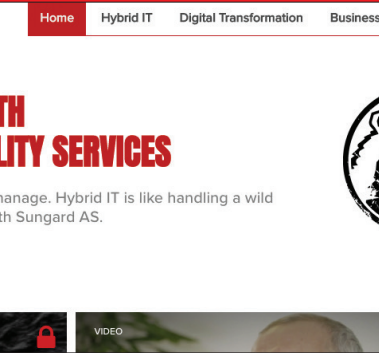 Home Hybrid IT Digital Transformation Business
TH
LITY SERVICES
manage. Hybrid IT is like handling a wild
th Sungard AS.
VIDEO